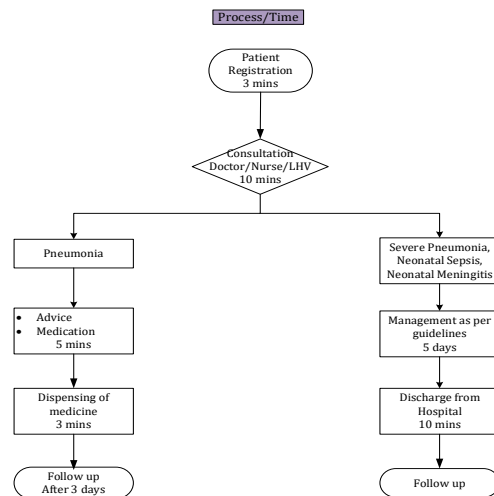 Process/Time
Patient
Registration
3 mins
Consultation
Doctor/Nurse/LHV
10 mins
Pneumonia
• Advice
• Medication
5 mins
Dispensing of
medicine
3 mins
Follow up
After 3 days
Severe Pneumonia,
Neonatal Sepsis,
Neonatal Meningitis
Management as per
guidelines
5 days
Discharge from
Hospital
10 mins
Follow up